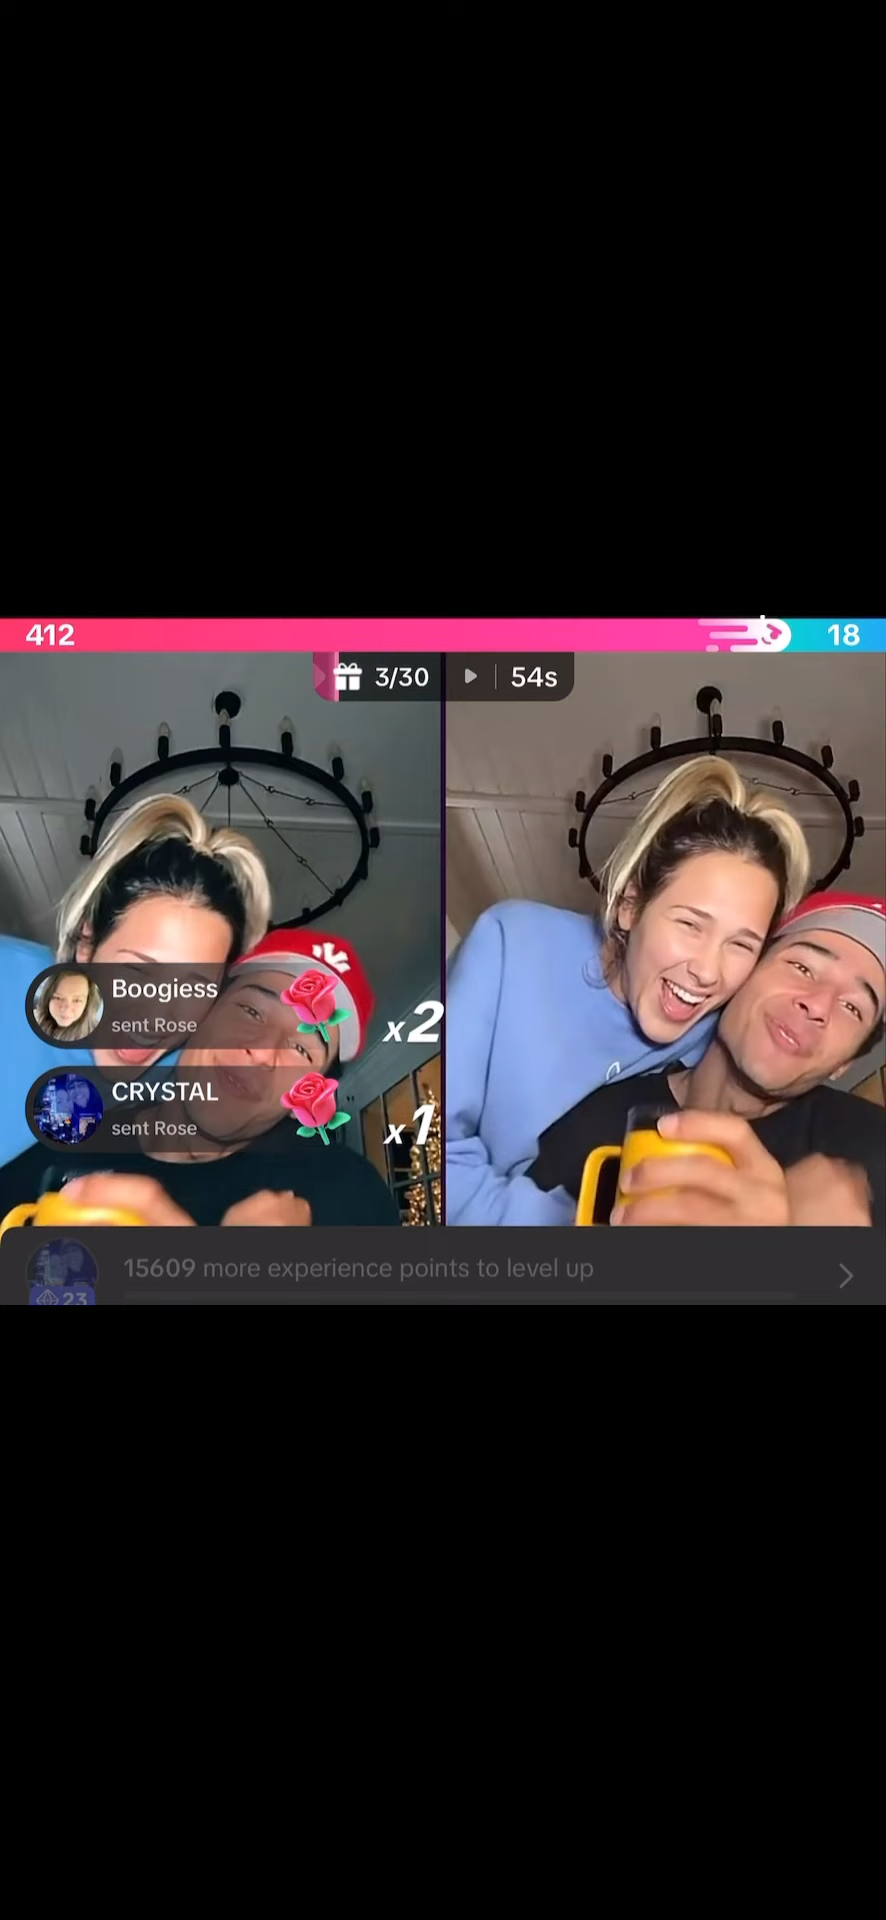 412 18
3/30 54s
Boogiess
sent Rose
x2
CRYSTAL
sent Rose
x1
15609 more experience points to level up
23